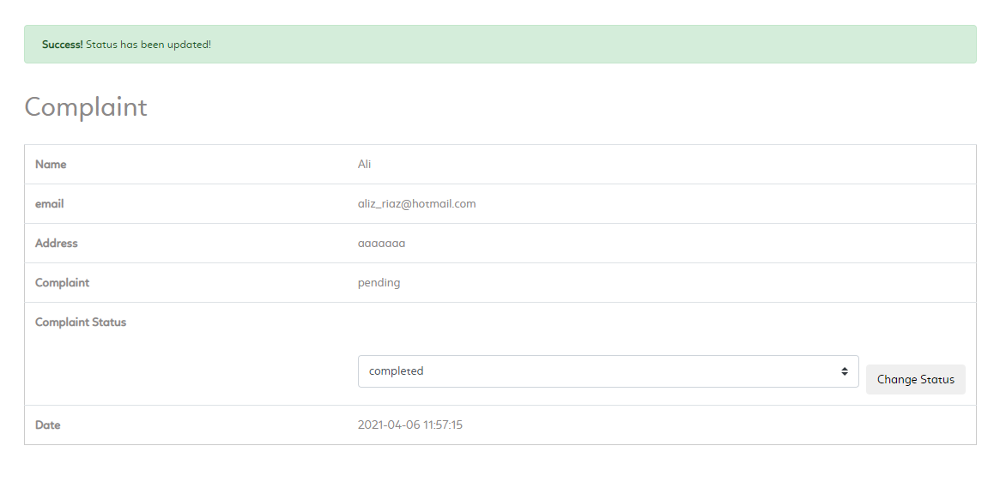 Success! Status has been updated!
Complaint
Name Ali
email aliz_riaz@hotmail.com
Address aaaaaaa
Complaint pending
Complaint Status
completed Change Status
Date 2021-04-06 11:57:15